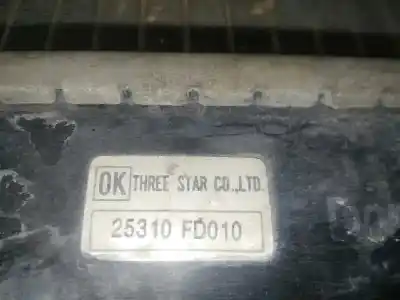 OK THREE STAR CO.,LTD.
25310 FD010